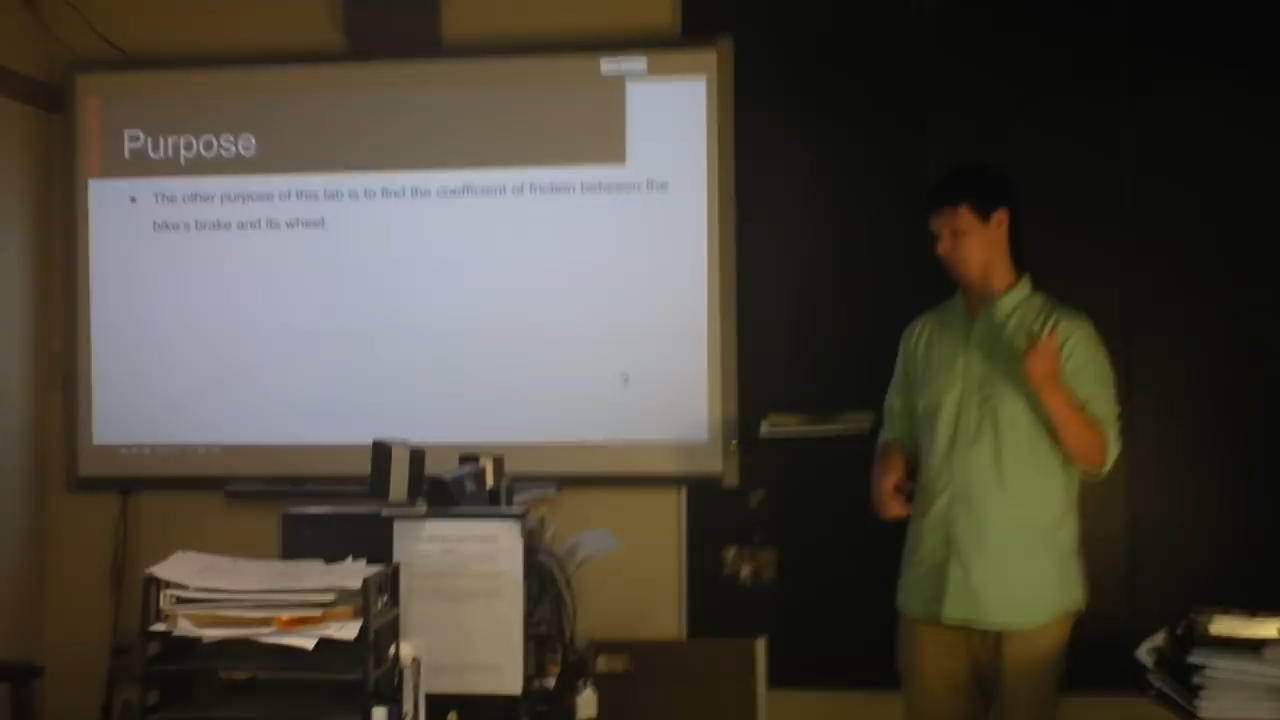 Purpose
The other purpose of this lab is to find the coefficient of friction between the
bike's brake and its wheel.